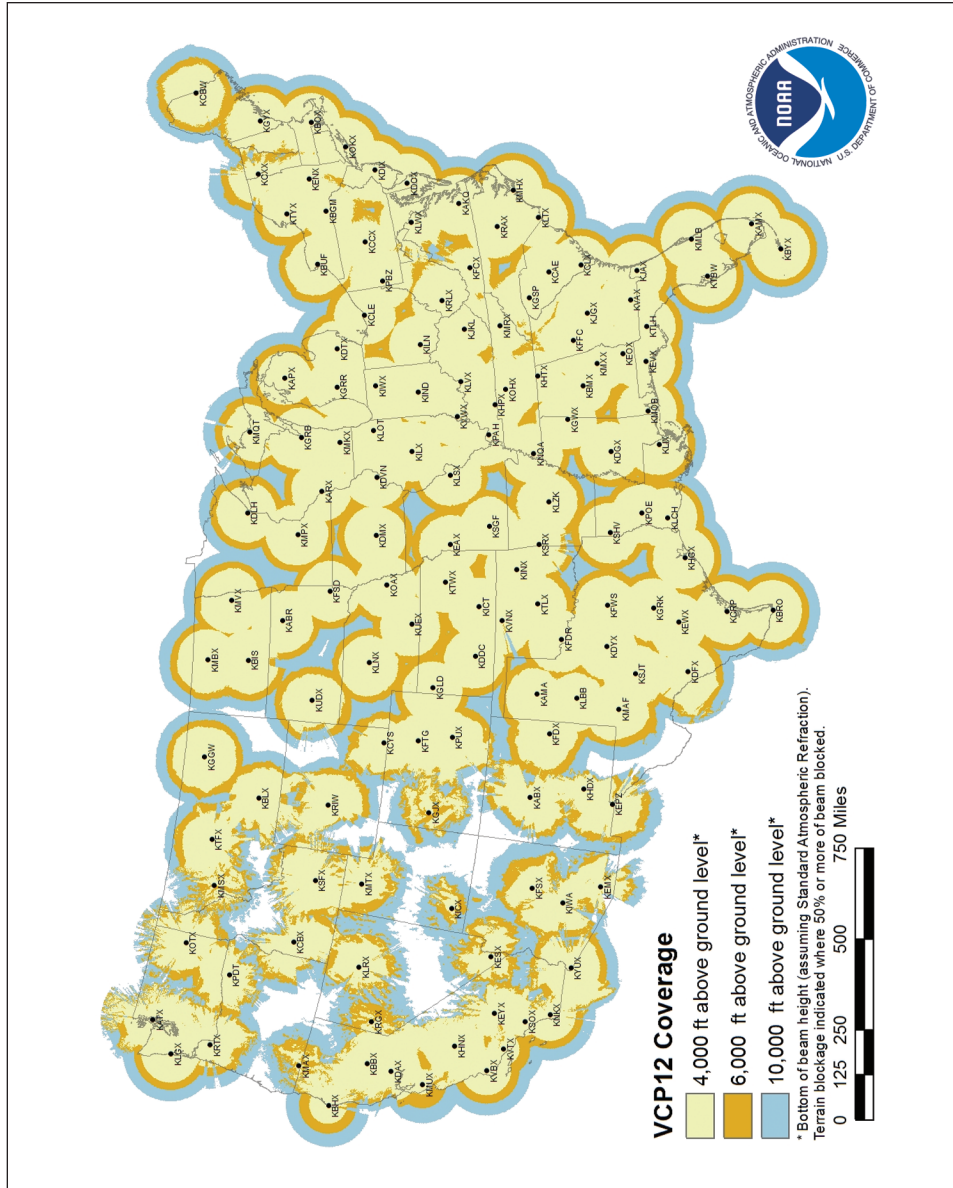 VCP12 Coverage
4,000 ft above ground level*
6,000 ft above ground level*
10,000 ft above ground level*
* Bottom of beam height (assuming Standard Atmospheric Refraction).
Terrain blockage indicated where 50% or more of beam blocked.
0 125 250 500 750 Miles
NATIONAL OCEANIC AND ATMOSPHERIC ADMINISTRATION
U.S. DEPARTMENT OF COMMERCE
NOAA
KATX
KLGX
KRTX
KOTX
KPDT
KMSX
KTFX
KGGW
KBLX
KMBX
KBIS
KMVX
KABR
KUDX
KFSD
KDLH
KMPX
KARX
KMQT
KGRB
KMKX
KAPX
KGRR
KDTX
KBUF
KTYX
KCXX
KENX
KBGM
KCBW
KGYX
KBOX
KOKX
KDIX
KDOX
KCCX
KPBZ
KLWX
KCLE
KILN
KIWX
KIND
KLOT
KILX
KDVN
KDMX
KOAX
KLNX
KUEX
KCYS
KFTG
KPUX
KGLD
KRIW
KSFX
KMTX
KCBX
KLRX
KRGX
KMAX
KBHX
KBBX
KDAX
KMUX
KHNX
KVBX
KVTX
KEYX
KSOX
KNKX
KESX
KYUX
KICX
KGJX
KFSX
KIWA
KEMX
KABX
KHDX
KEPZ
KFDX
KAMA
KLBB
KMAF
KDDC
KICT
KTWX
KEAX
KLSX
KSGF
KVNX
KINX
KTLX
KFDR
KSRX
KLZK
KNQA
KPAH
KLVX
KHPX
KOHX
KJKL
KRLX
KFCX
KMRX
KAKQ
KRAX
KMHX
KLTX
KCAE
KGSP
KCLX
KJGX
KFFC
KHTX
KBMX
KGWX
KDGX
KMXX
KEOX
KEVX
KMOB
KLIX
KSHV
KPOE
KLCH
KHGX
KFWS
KDYX
KGRK
KEWX
KSJT
KDFX
KCRP
KBRO
KVAX
KTLH
KJAX
KMLB
KTBW
KAMX
KBYX